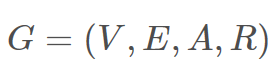 G = (V, E, A, R)